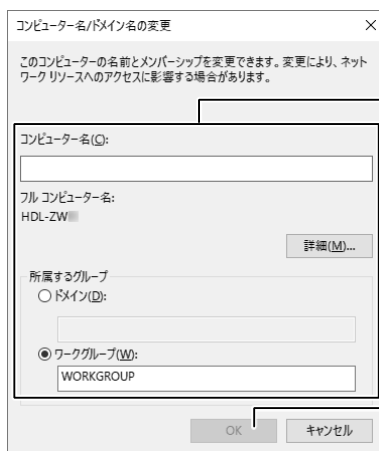 コンピューター名/ドメイン名の変更
このコンピューターの名前とメンバーシップを変更できます。変更により、ネット
ワーク リソースへのアクセスに影響する場合があります。
コンピューター名(C):
フル コンピューター名:
HDL-ZW
詳細(M)...
所属するグループ
ドメイン(D):
ワークグループ(W):
WORKGROUP
OK
キャンセル